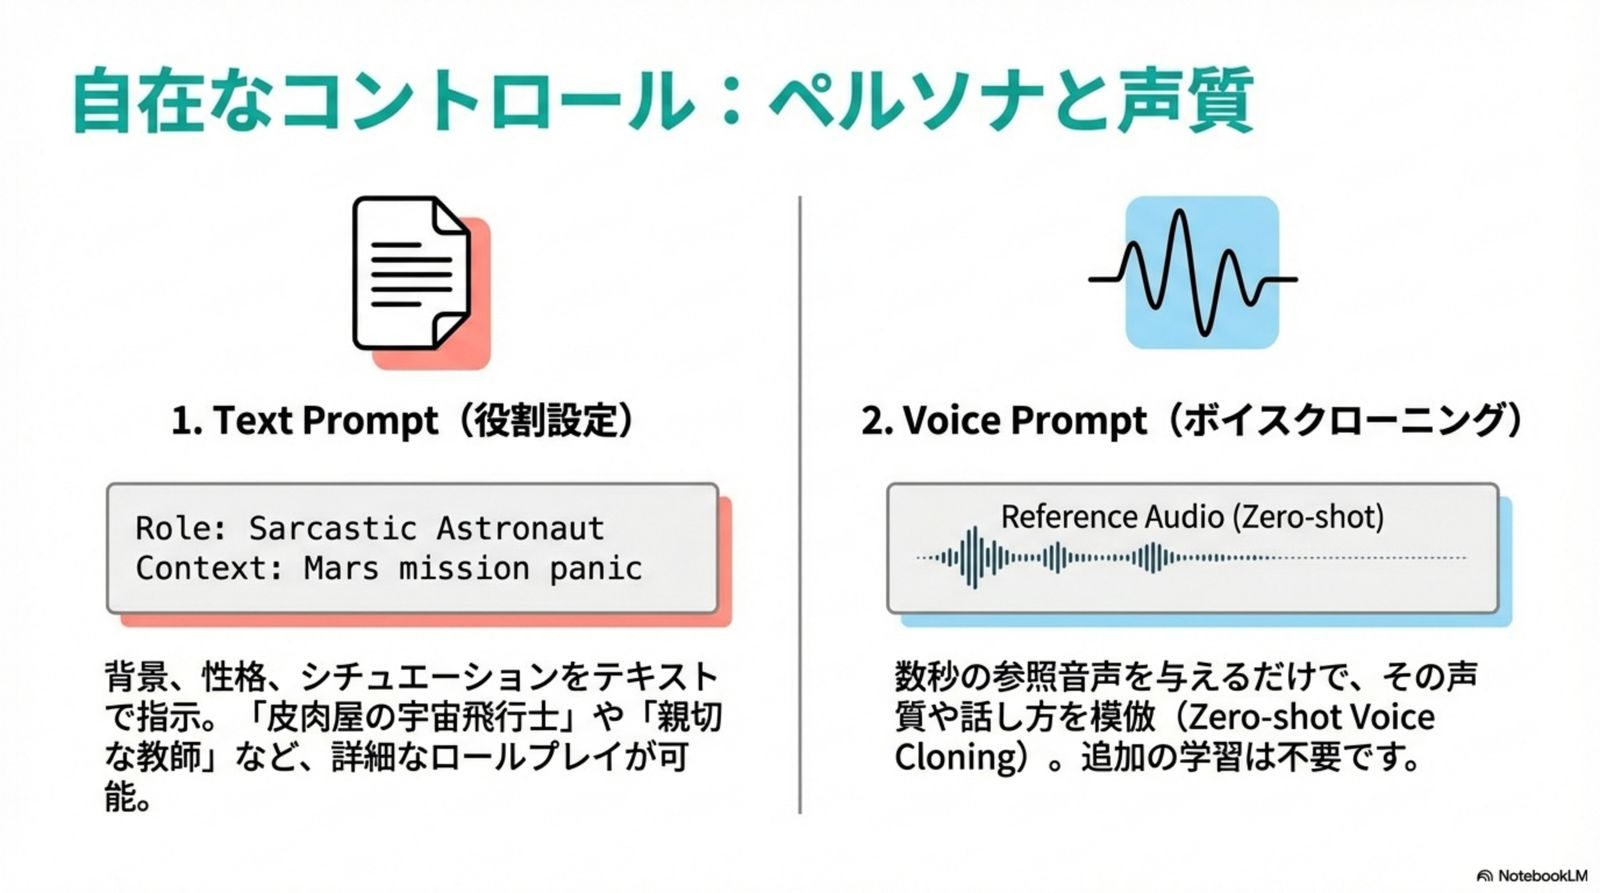 自在なコントロール：ペルソナと声質
1. Text Prompt（役割設定）
Role: Sarcastic Astronaut
Context: Mars mission panic
背景、性格、シチュエーションをテキスト
で指示。「皮肉屋の宇宙飛行士」や「親切
な教師」など、詳細なロールプレイが可
能。
2. Voice Prompt（ボイスクローニング）
Reference Audio (Zero-shot)
数秒の参照音声を与えるだけで、その声
質や話し方を模倣（Zero-shot Voice
Cloning）。追加の学習は不要です。
NotebookLM